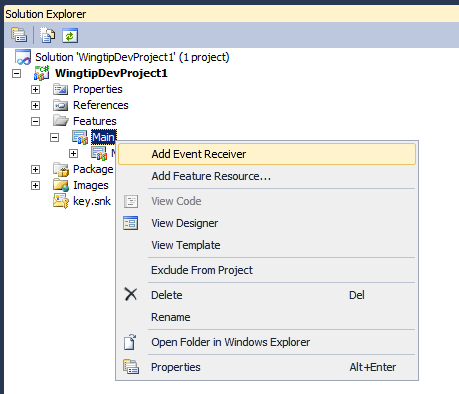 Solution Explorer
Solution 'WingtipDevProject1' (1 project)
WingtipDevProject1
Properties
References
Features
Main
Package
Images
key.snk
Add Event Receiver
Add Feature Resource...
View Code
View Designer
View Template
Exclude From Project
Delete Del
Rename
Open Folder in Windows Explorer
Properties Alt+Enter